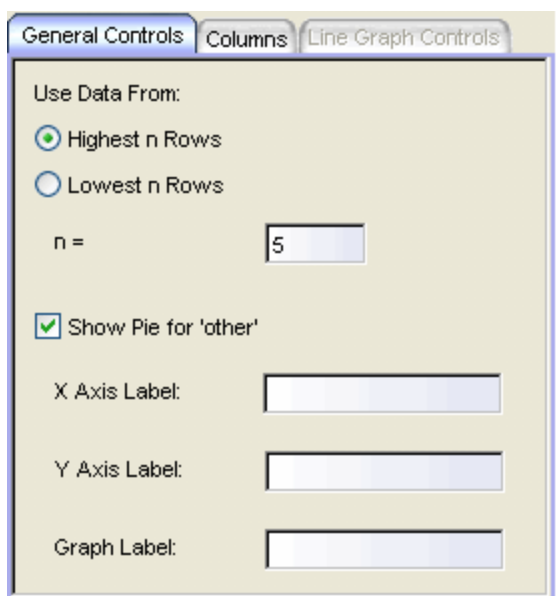 General Controls Columns Line Graph Controls
Use Data From:
Highest n Rows
Lowest n Rows
n = 5
Show Pie for 'other'
X Axis Label:
Y Axis Label:
Graph Label: